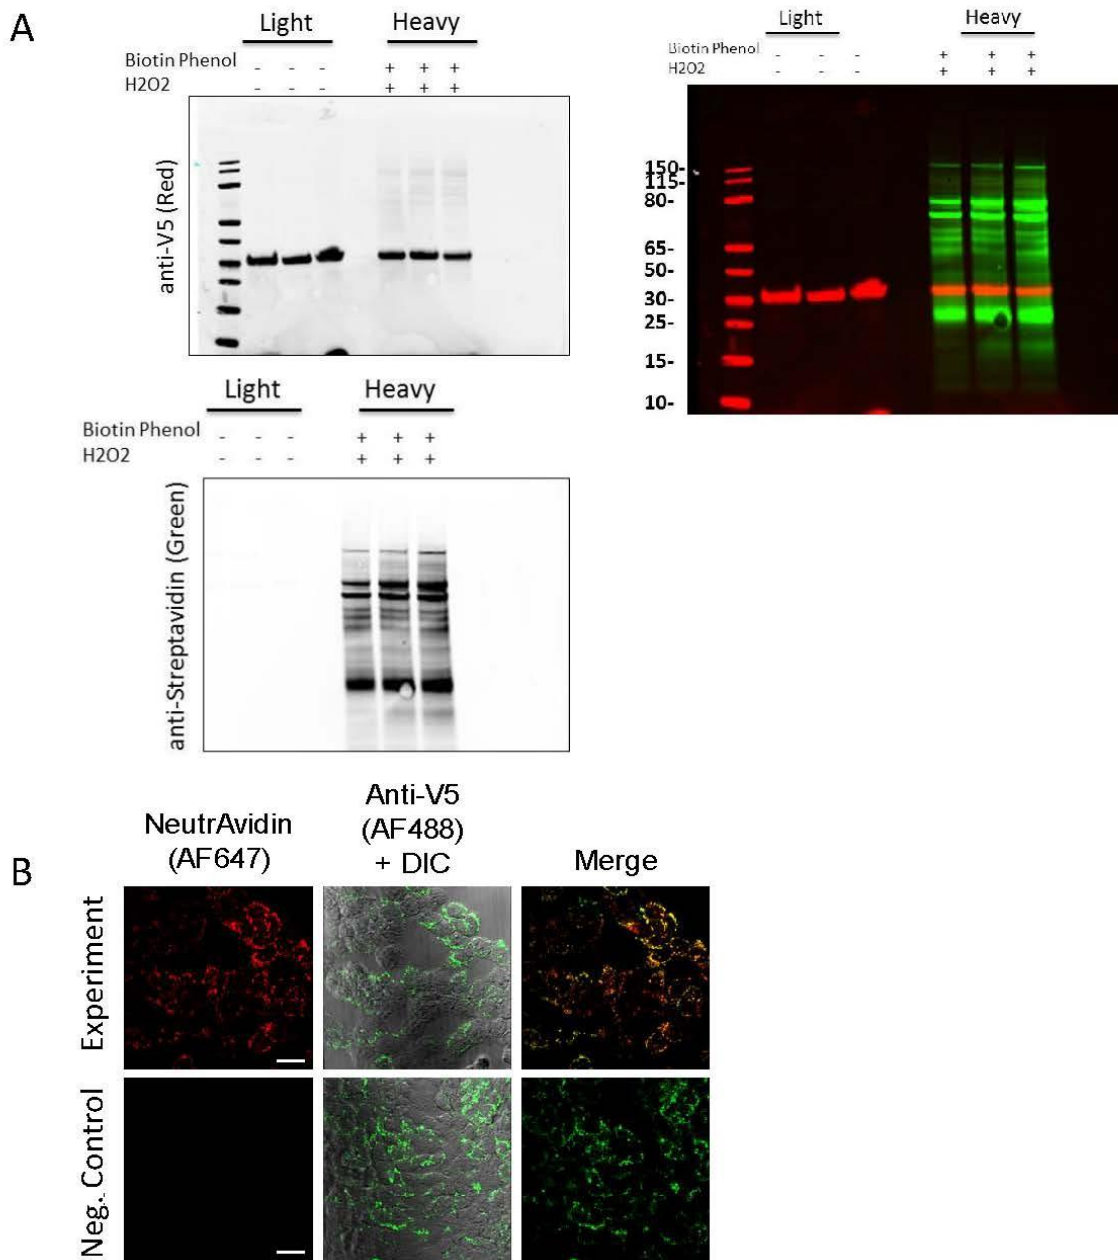 A
Light Heavy
Biotin Phenol - - - + + +
H2O2 - - - + + +
anti-V5 (Red)
Light Heavy
Biotin Phenol - - - + + +
H2O2 - - - + + +
150-
115-
80-
65-
50-
30-
25-
15-
10-
Light Heavy
Biotin Phenol - - - + + +
H2O2 - - - + + +
anti-Streptavidin (Green)
B
NeutrAvidin
(AF647)
Anti-V5
(AF488)
+ DIC
Merge
Experiment
Neg. Control